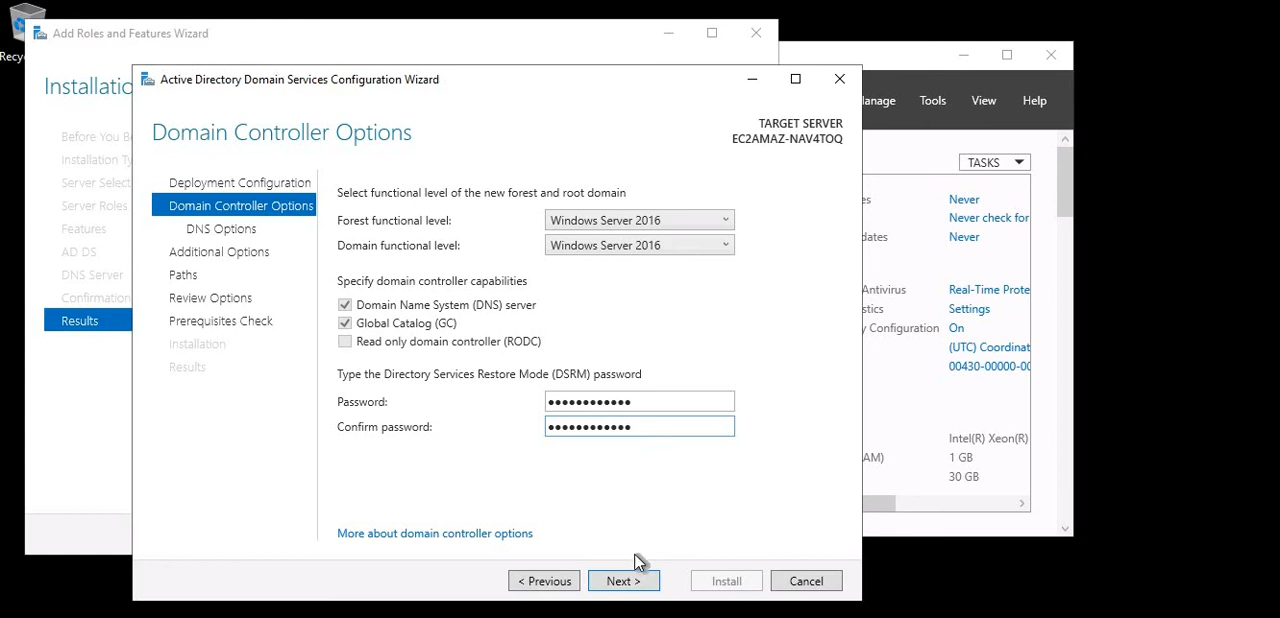 Recyc
Add Roles and Features Wizard
Installatio
Before You B
Installation Ty
Server Select
Server Roles
Features
AD DS
DNS Server
Confirmation
Results
Active Directory Domain Services Configuration Wizard
Domain Controller Options
TARGET SERVER
EC2AMAZ-NAV4TOQ
Deployment Configuration
Domain Controller Options
DNS Options
Additional Options
Paths
Review Options
Prerequisites Check
Installation
Results
Select functional level of the new forest and root domain
Forest functional level: Windows Server 2016
Domain functional level: Windows Server 2016
Specify domain controller capabilities
Domain Name System (DNS) server
Global Catalog (GC)
Read only domain controller (RODC)
Type the Directory Services Restore Mode (DSRM) password
Password: ●●●●●●●●●●●●
Confirm password: ●●●●●●●●●●●●
More about domain controller options
< Previous Next > Install Cancel
lanage Tools View Help
TASKS
es Never
Never check for
dates Never
Antivirus Real-Time Prote
stics Settings
y Configuration On
(UTC) Coordinat
00430-00000-00
Intel(R) Xeon(R)
AM) 1 GB
30 GB